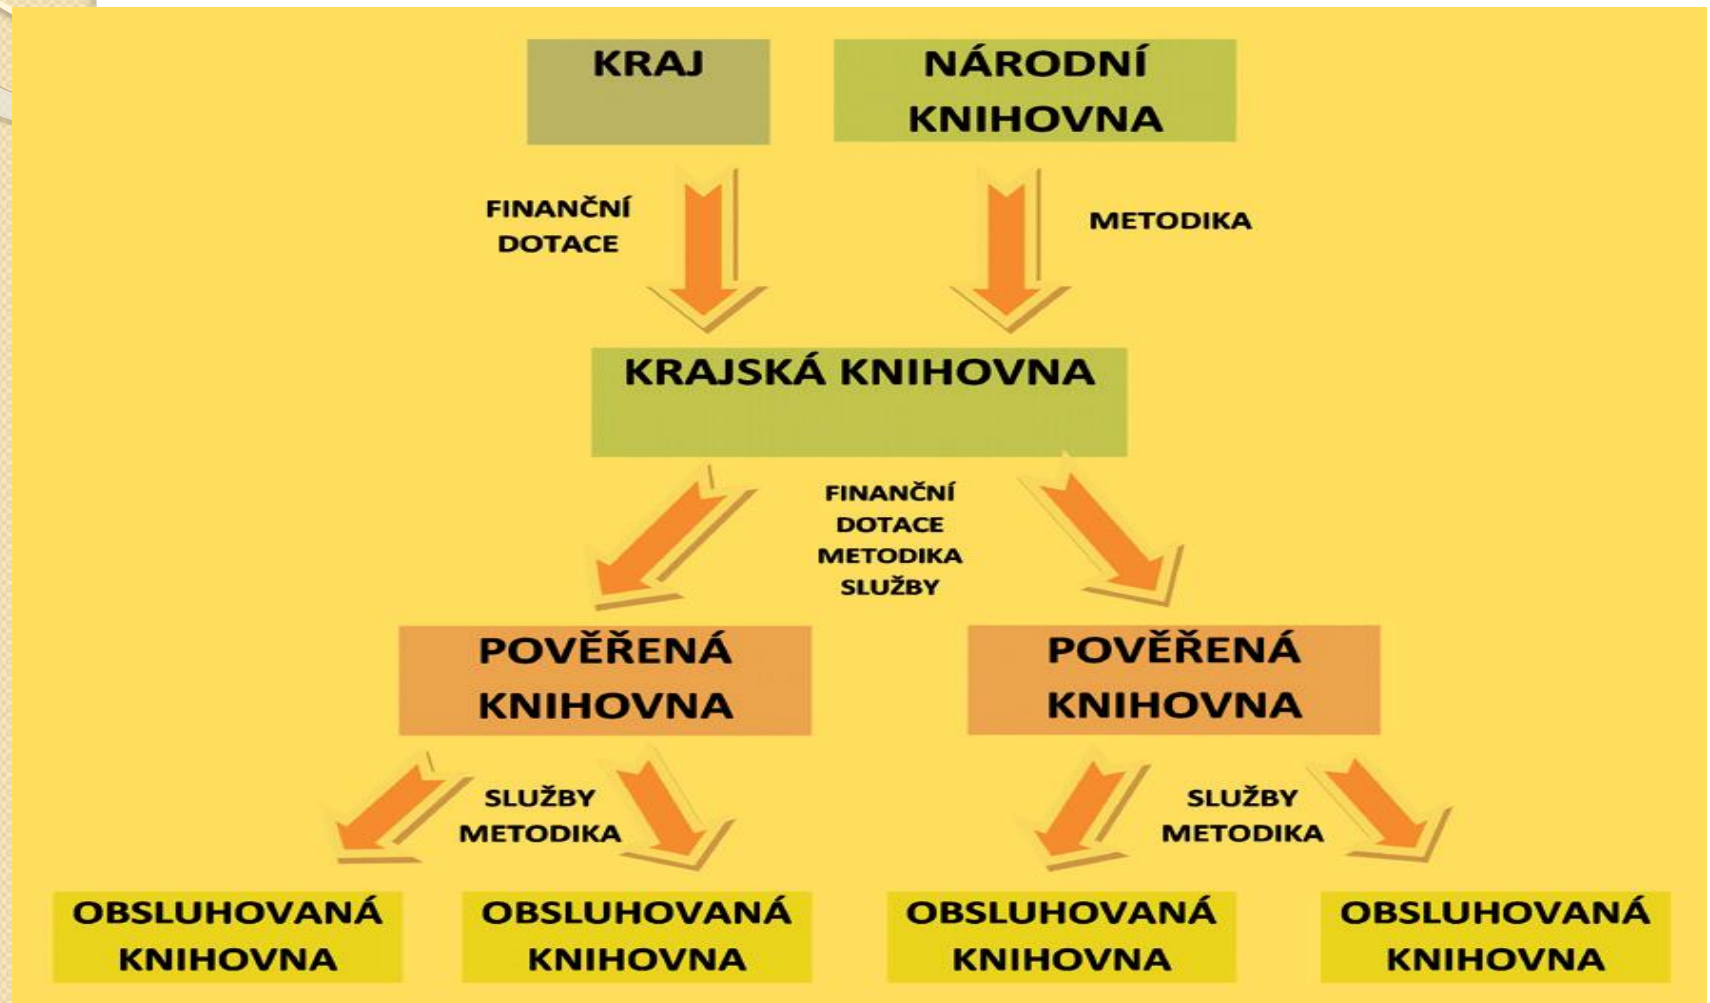 KRAJ
NÁRODNÍ
KNIHOVNA
FINANČNÍ
DOTACE
METODIKA
KRAJSKÁ KNIHOVNA
FINANČNÍ
DOTACE
METODIKA
SLUŽBY
POVĚŘENÁ
KNIHOVNA
POVĚŘENÁ
KNIHOVNA
SLUŽBY
METODIKA
SLUŽBY
METODIKA
OBSLUHOVANÁ
KNIHOVNA
OBSLUHOVANÁ
KNIHOVNA
OBSLUHOVANÁ
KNIHOVNA
OBSLUHOVANÁ
KNIHOVNA